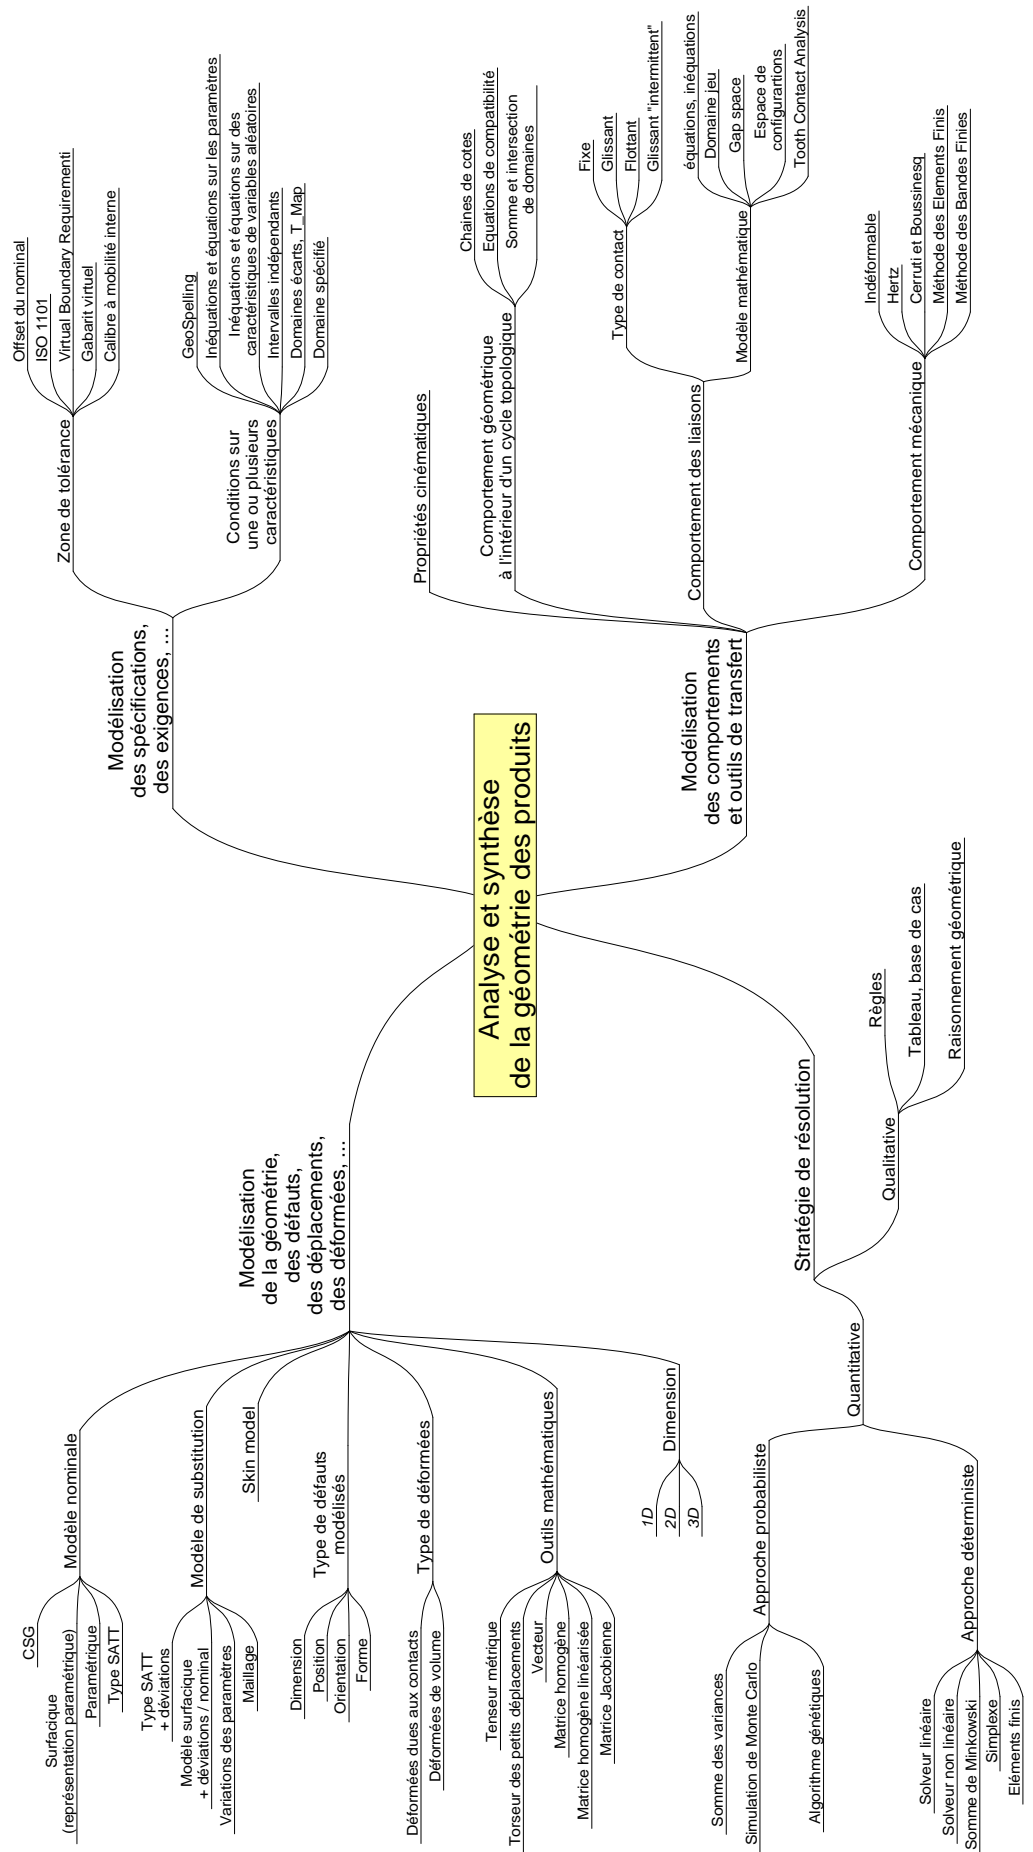 Analyse et synthèse
de la géométrie des produits
Modélisation
de la géométrie,
des défauts,
des déplacements,
des déformées, ...
Modèle nominale
CSG
Surfacique
(représentation paramétrique)
Paramétrique
Type SATT
Modèle de substitution
Type SATT
+ déviations
Modèle surfacique
+ déviations / nominal
Variations des paramètres
Maillage
Skin model
Type de défauts
modélisés
Dimension
Position
Orientation
Forme
Type de déformées
Déformées dues aux contacts
Déformées de volume
Outils mathématiques
Tenseur métrique
Torseur des petits déplacements
Vecteur
Matrice homogène
Matrice homogène linéarisée
Matrice Jacobienne
Dimension
1D
2D
3D
Stratégie de résolution
Quantitative
Approche probabiliste
Somme des variances
Simulation de Monte Carlo
Algorithme génétiques
Approche déterministe
Solveur linéaire
Solveur non linéaire
Somme de Minkowski
Simplexe
Eléments finis
Qualitative
Règles
Tableau, base de cas
Raisonnement géométrique
Modélisation
des spécifications,
des exigences, ...
Zone de tolérance
Offset du nominal
ISO 1101
Virtual Boundary Requirementi
Gabarit virtuel
Calibre à mobilité interne
Conditions sur
une ou plusieurs
caractéristiques
GeoSpelling
Inéquations et équations sur les paramètres
Inéquations et équations sur des
caractéristiques de variables aléatoires
Intervalles indépendants
Domaines écarts, T_Map
Domaine spécifié
Modélisation
des comportements
et outils de transfert
Propriétés cinématiques
Comportement géométrique
à l'intérieur d'un cycle topologique
Chaines de cotes
Equations de compatibilité
Somme et intersection
de domaines
Comportement des liaisons
Type de contact
Fixe
Glissant
Flottant
Glissant "intermittent"
Modèle mathématique
équations, inéquations
Domaine jeu
Gap space
Espace de
configurartions
Tooth Contact Analysis
Comportement mécanique
Indéformable
Hertz
Cerruti et Boussinesq
Méthode des Elements Finis
Méthode des Bandes Finies